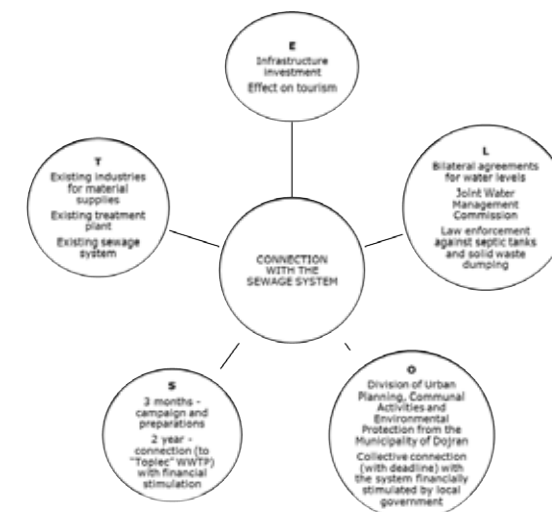 E
Infrastructure
investment
Effect on tourism
T
Existing industries
for material
supplies
Existing treatment
plant
Existing sewage
system
L
Bilateral agreements
for water levels
Joint Water
Management
Commission
Law enforcement
against septic tanks
and solid waste
dumping
CONNECTION
WITH THE
SEWAGE SYSTEM
S
3 months -
campaign and
preparations
2 year -
connection (to
"Toplec" WWTP)
with financial
stimulation
O
Division of Urban
Planning, Communal
Activities and
Environmental
Protection from the
Municipality of Dojran
Collective connection
(with deadline) with
the system financially
stimulated by local
government